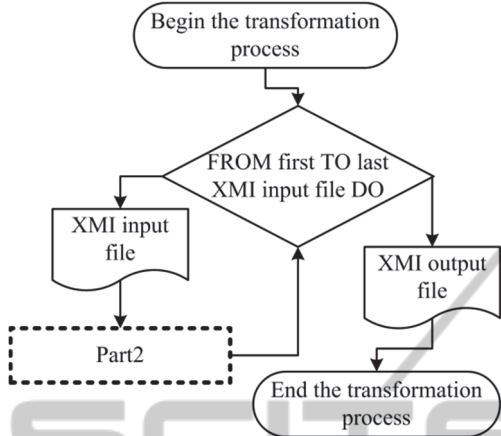 Begin the transformation
process
FROM first TO last
XMI input file DO
XMI input
file
XMI output
file
Part2
End the transformation
process